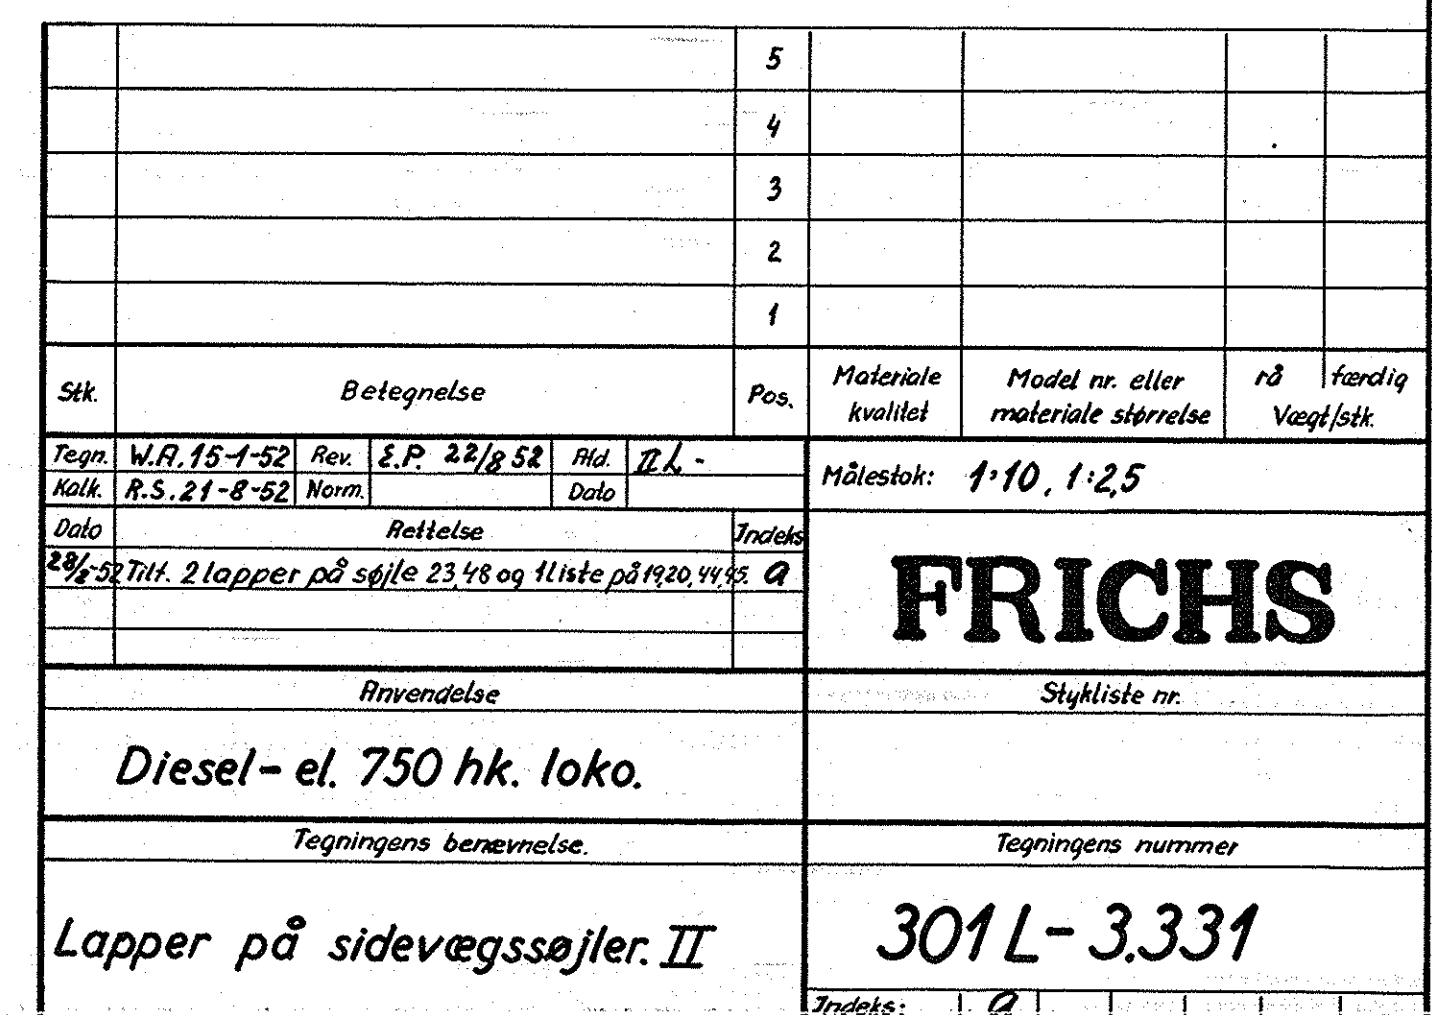 5
4
3
2
1
Stk. Betegnelse Pos. Materiale kvalitet Model nr. eller materiale størrelse rå færdig Vægt/stk.
Tegn. W.A. 15-1-52 Rev. E.P. 22/8 52 Afd. II L -
Kalk. R.S. 21-8-52 Norm. Dato
Målestok: 1:10, 1:2,5
Dato Rettelse Indeks
28/2-52 Tilf. 2 lapper på søjle 23,48 og 1 liste på 19,20,44,45. a
FRICHS
Anvendelse
Diesel-el. 750 hk. loko.
Stykliste nr.
Tegningens benævnelse.
Lapper på sidevægssøjler. II
Tegningens nummer
301 L-3.331
Indeks: a